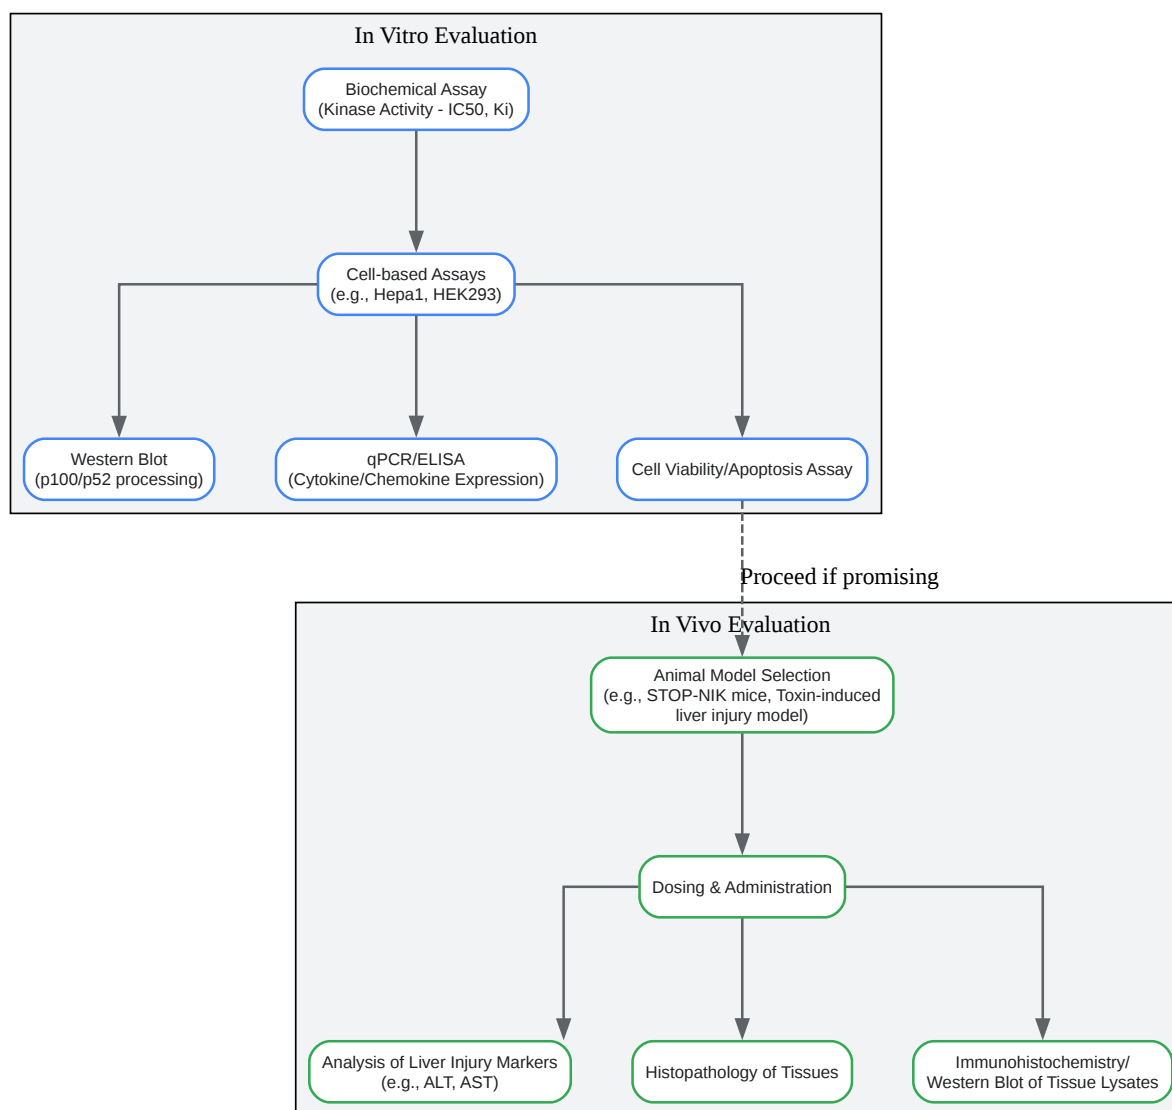 In Vitro Evaluation
Biochemical Assay
(Kinase Activity - IC50, Ki)
Cell-based Assays
(e.g., Hepa1, HEK293)
Western Blot
(p100/p52 processing)
qPCR/ELISA
(Cytokine/Chemokine Expression)
Cell Viability/Apoptosis Assay
Proceed if promising
In Vivo Evaluation
Animal Model Selection
(e.g., STOP-NIK mice, Toxin-induced
liver injury model)
Dosing & Administration
Analysis of Liver Injury Markers
(e.g., ALT, AST)
Histopathology of Tissues
Immunohistochemistry/
Western Blot of Tissue Lysates